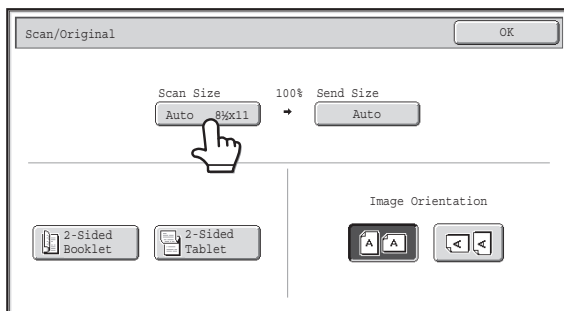 Scan/Original OK
Scan Size 100% Send Size
Auto 8½x11 ➞ Auto
Image Orientation
2-Sided
Booklet
2-Sided
Tablet
A A A A